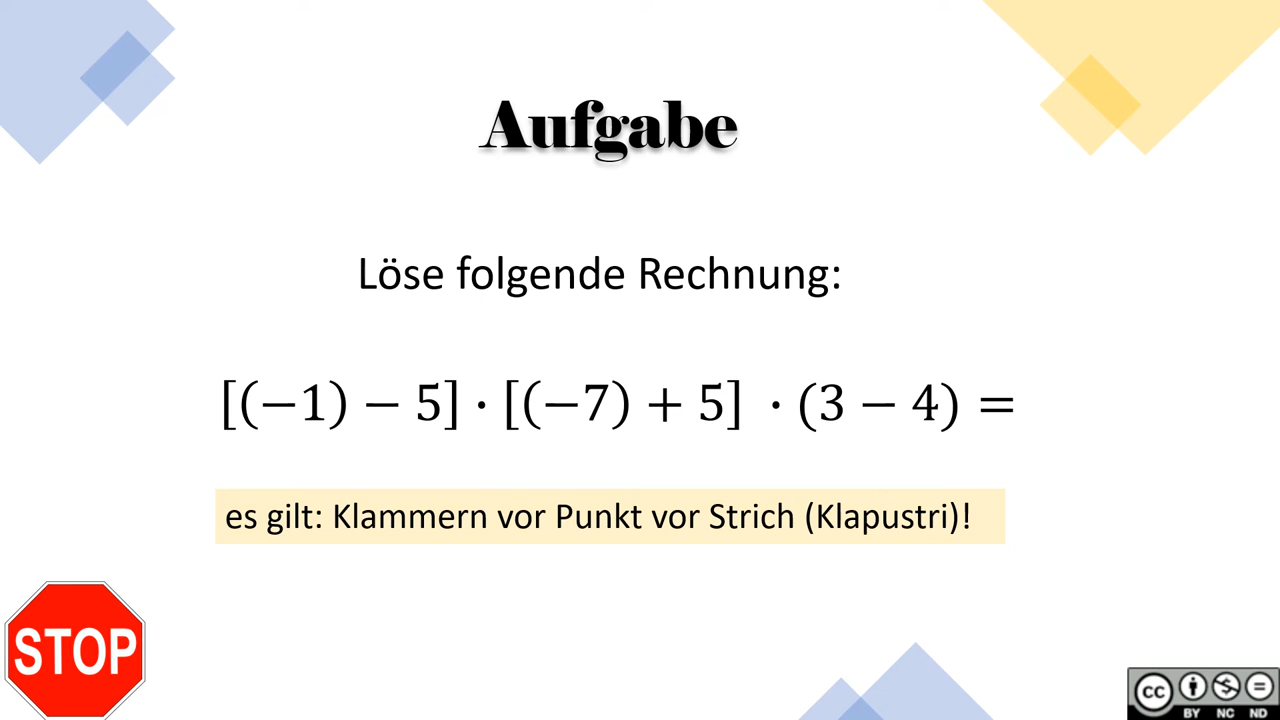 Aufgabe
Löse folgende Rechnung:
[(−1) − 5] · [(−7) + 5] · (3 − 4) =
es gilt: Klammern vor Punkt vor Strich (Klapustri)!
STOP
cc
BY NC ND